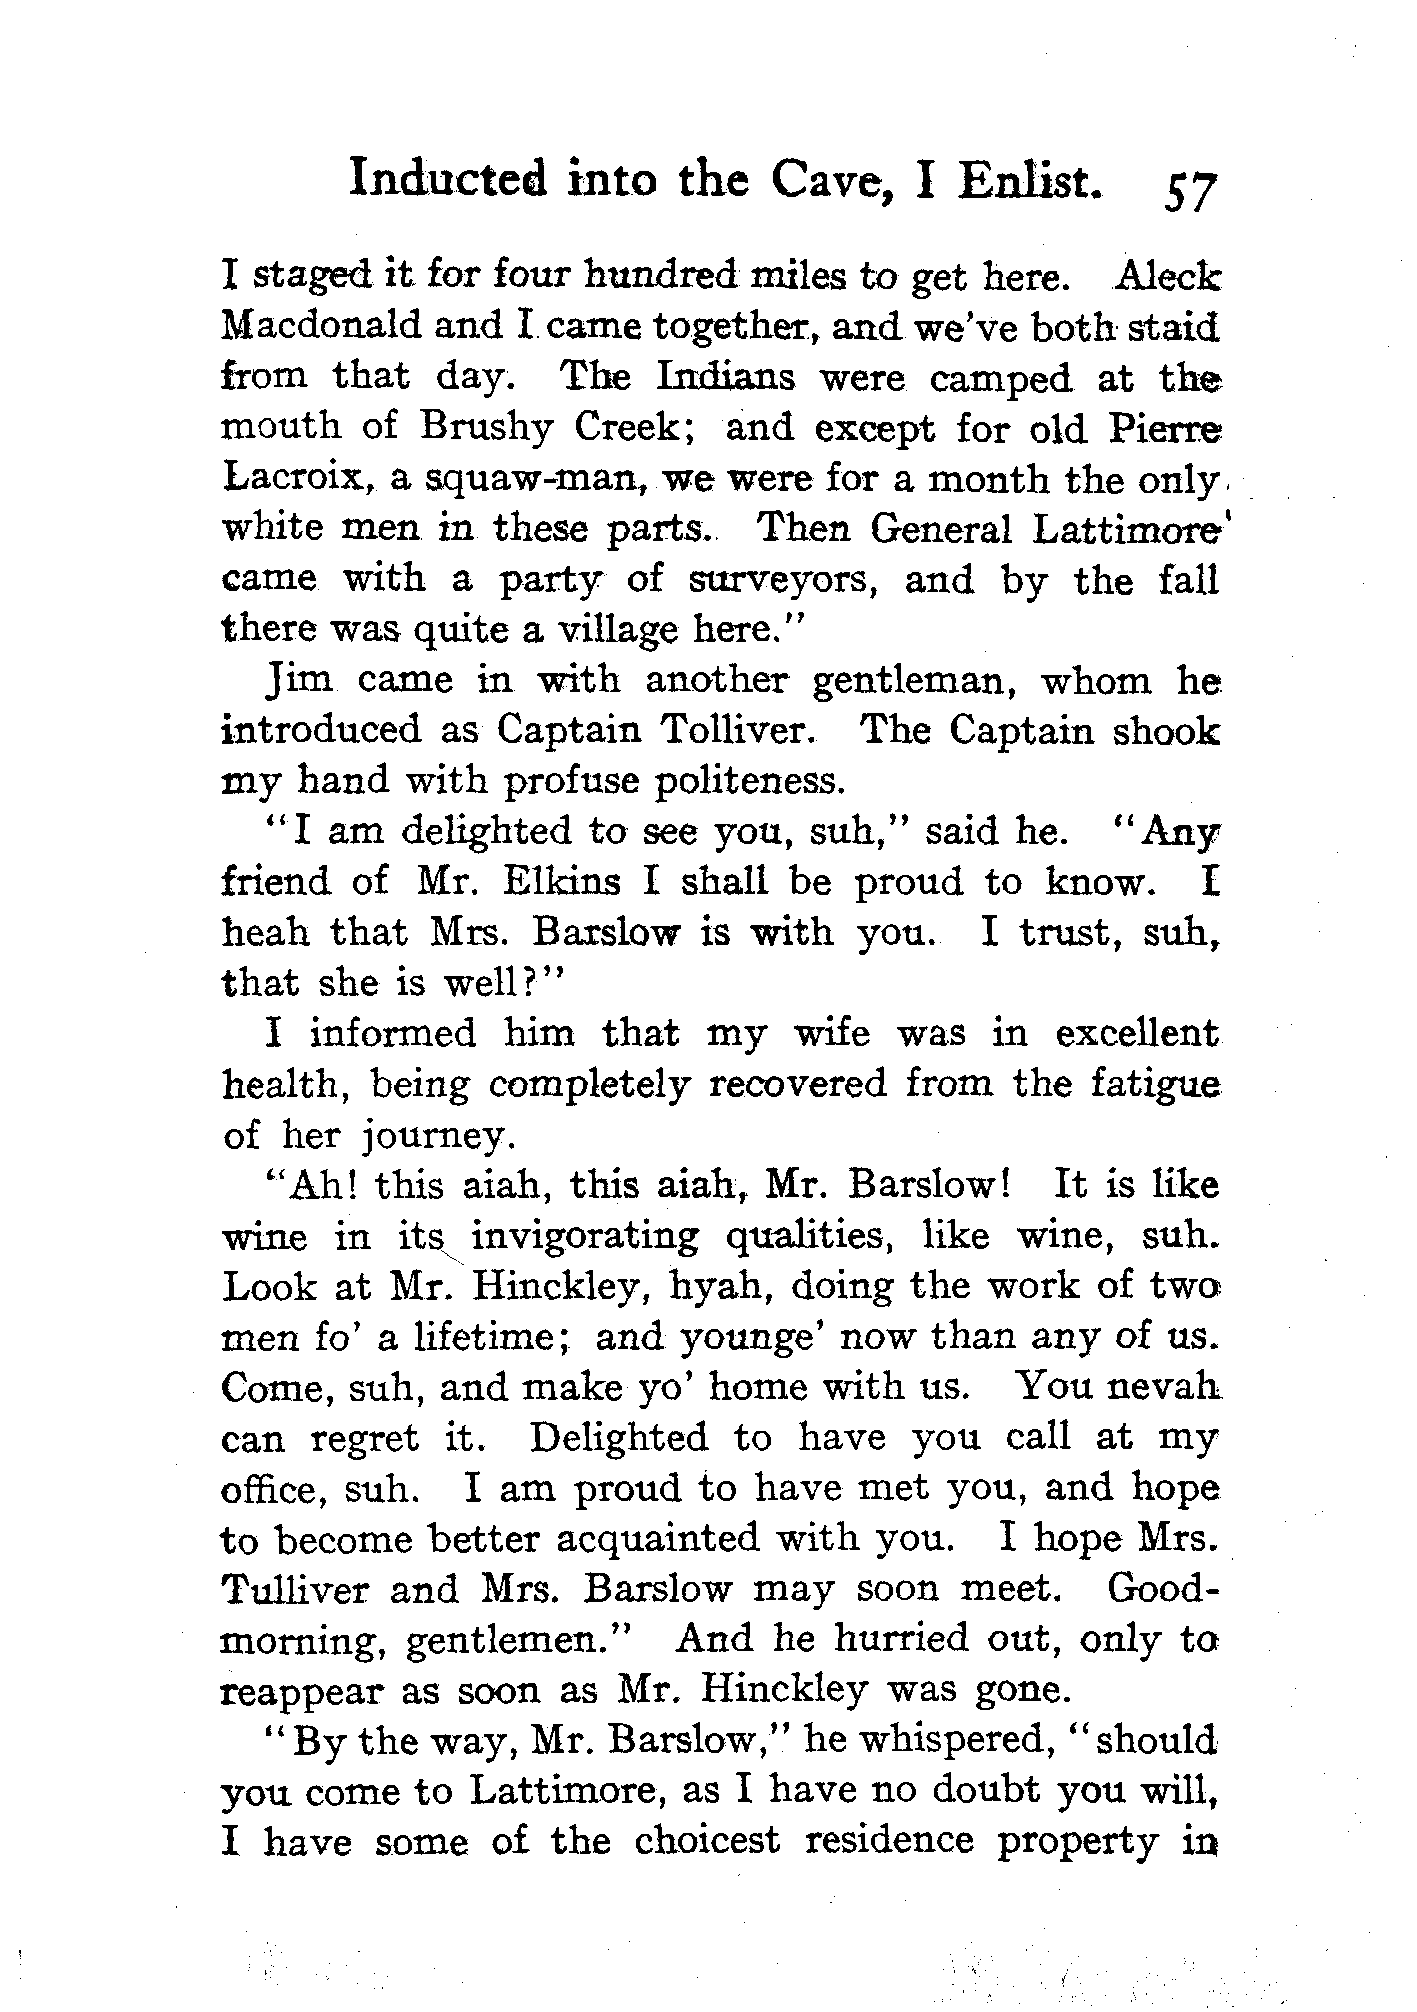 Inducted into the Cave, I Enlist. 57
I staged it for four hundred miles to get here. Aleck
Macdonald and I came together, and we've both staid
from that day. The Indians were camped at the
mouth of Brushy Creek; and except for old Pierre
Lacroix, a squaw-man, we were for a month the only
white men in these parts. Then General Lattimore
came with a party of surveyors, and by the fall
there was quite a village here."
Jim came in with another gentleman, whom he
introduced as Captain Tolliver. The Captain shook
my hand with profuse politeness.
"I am delighted to see you, suh," said he. "Any
friend of Mr. Elkins I shall be proud to know. I
heah that Mrs. Barslow is with you. I trust, suh,
that she is well?"
I informed him that my wife was in excellent
health, being completely recovered from the fatigue
of her journey.
"Ah! this aiah, this aiah, Mr. Barslow! It is like
wine in its invigorating qualities, like wine, suh.
Look at Mr. Hinckley, hyah, doing the work of two
men fo' a lifetime; and younge' now than any of us.
Come, suh, and make yo' home with us. You nevah
can regret it. Delighted to have you call at my
office, suh. I am proud to have met you, and hope
to become better acquainted with you. I hope Mrs.
Tulliver and Mrs. Barslow may soon meet. Good-
morning, gentlemen." And he hurried out, only to
reappear as soon as Mr. Hinckley was gone.
"By the way, Mr. Barslow," he whispered, "should
you come to Lattimore, as I have no doubt you will,
I have some of the choicest residence property in